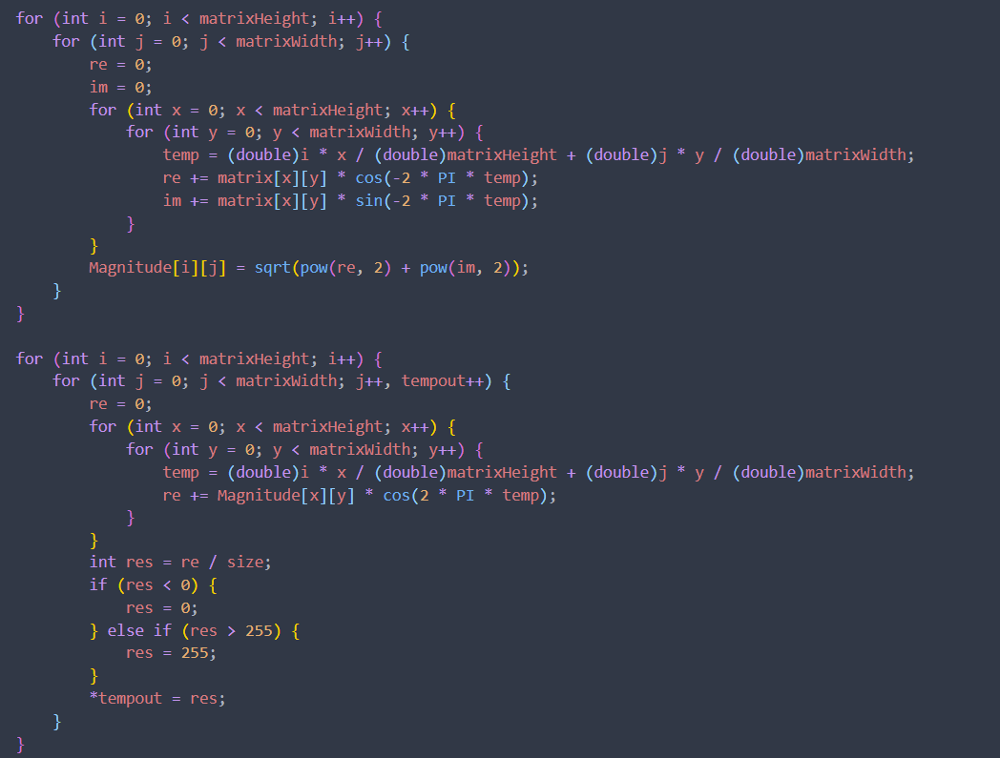 for (int i = 0; i < matrixHeight; i++) {
    for (int j = 0; j < matrixWidth; j++) {
        re = 0;
        im = 0;
        for (int x = 0; x < matrixHeight; x++) {
            for (int y = 0; y < matrixWidth; y++) {
                temp = (double)i * x / (double)matrixHeight + (double)j * y / (double)matrixWidth;
                re += matrix[x][y] * cos(-2 * PI * temp);
                im += matrix[x][y] * sin(-2 * PI * temp);
            }
        }
        Magnitude[i][j] = sqrt(pow(re, 2) + pow(im, 2));
    }
}

for (int i = 0; i < matrixHeight; i++) {
    for (int j = 0; j < matrixWidth; j++, tempout++) {
        re = 0;
        for (int x = 0; x < matrixHeight; x++) {
            for (int y = 0; y < matrixWidth; y++) {
                temp = (double)i * x / (double)matrixHeight + (double)j * y / (double)matrixWidth;
                re += Magnitude[x][y] * cos(2 * PI * temp);
            }
        }
        int res = re / size;
        if (res < 0) {
            res = 0;
        } else if (res > 255) {
            res = 255;
        }
        *tempout = res;
    }
}